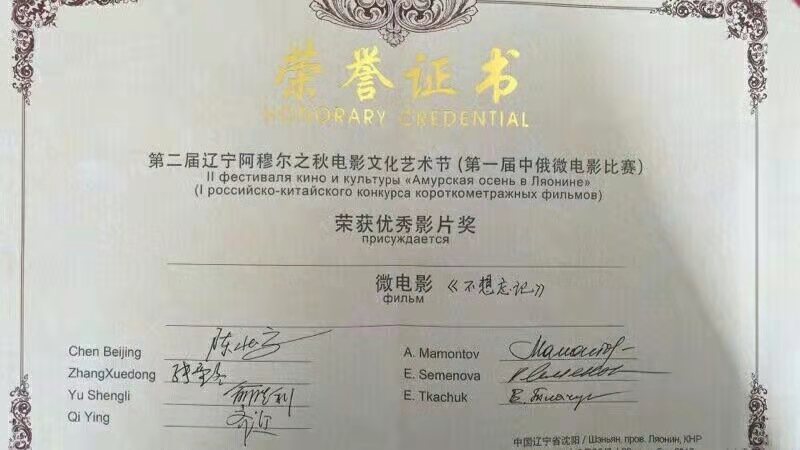 荣誉证书
HONORARY CREDENTIAL
第二届辽宁阿穆尔之秋电影文化艺术节(第一届中俄微电影比赛)
II фестиваля кино и культуры «Амурская осень в Ляонине»
(I российско-китайского конкурса короткометражных фильмов)
荣获优秀影片奖
присуждается
微电影《不想忘记》
фильм
Chen Beijing
A. Mamontov
ZhangXuedong
E. Semenova
Yu Shengli
E. Tkachuk
Qi Ying
中国辽宁省沈阳 / Шэньян, пров. Ляонин, КНР